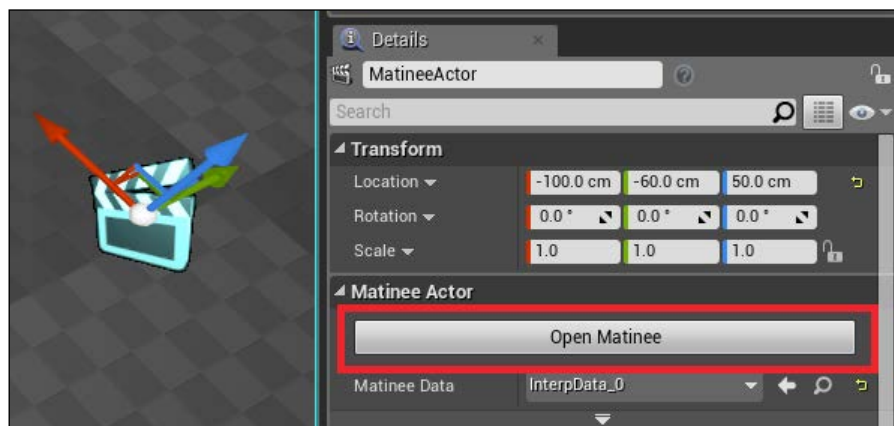 Details
MatineeActor
Search
Transform
Location -100.0 cm -60.0 cm 50.0 cm
Rotation 0.0 ° 0.0 ° 0.0 °
Scale 1.0 1.0 1.0
Matinee Actor
Open Matinee
Matinee Data InterpData_0